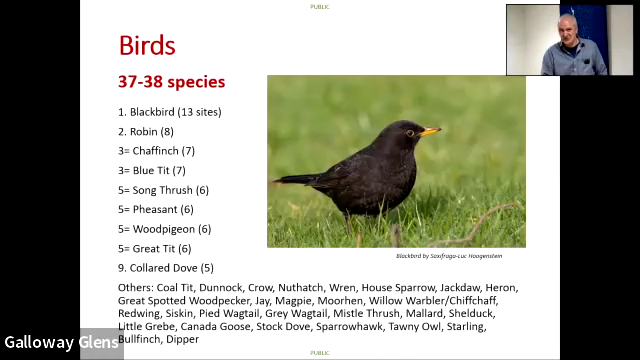 PUBLIC
Birds
37-38 species
1. Blackbird (13 sites)
2. Robin (8)
3= Chaffinch (7)
3= Blue Tit (7)
5= Song Thrush (6)
5= Pheasant (6)
5= Woodpigeon (6)
5= Great Tit (6)
9. Collared Dove (5)
Blackbird by Saxifraga-Luc Hoogenstein
Others: Coal Tit, Dunnock, Crow, Nuthatch, Wren, House Sparrow, Jackdaw, Heron,
Great Spotted Woodpecker, Jay, Magpie, Moorhen, Willow Warbler/Chiffchaff,
Redwing, Siskin, Pied Wagtail, Grey Wagtail, Mistle Thrush, Mallard, Shelduck,
Little Grebe, Canada Goose, Stock Dove, Sparrowhawk, Tawny Owl, Starling,
Bullfinch, Dipper
Galloway Glens
PUBLIC